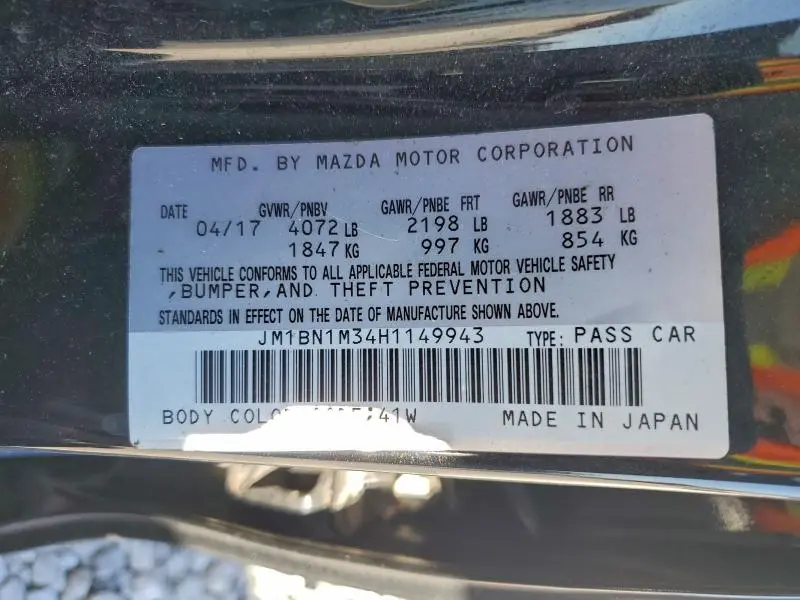 MFD. BY MAZDA MOTOR CORPORATION
DATE GVWR/PNBV GAWR/PNBE FRT GAWR/PNBE RR
04/17 4072 LB 2198 LB 1883 LB
1847 KG 997 KG 854 KG
THIS VEHICLE CONFORMS TO ALL APPLICABLE FEDERAL MOTOR VEHICLE SAFETY
,BUMPER,AND THEFT PREVENTION
STANDARDS IN EFFECT ON THE DATE OF MANUFACTURE SHOWN ABOVE.
JM1BN1M34H1149943 TYPE: PASS CAR
BODY 41W MADE IN JAPAN